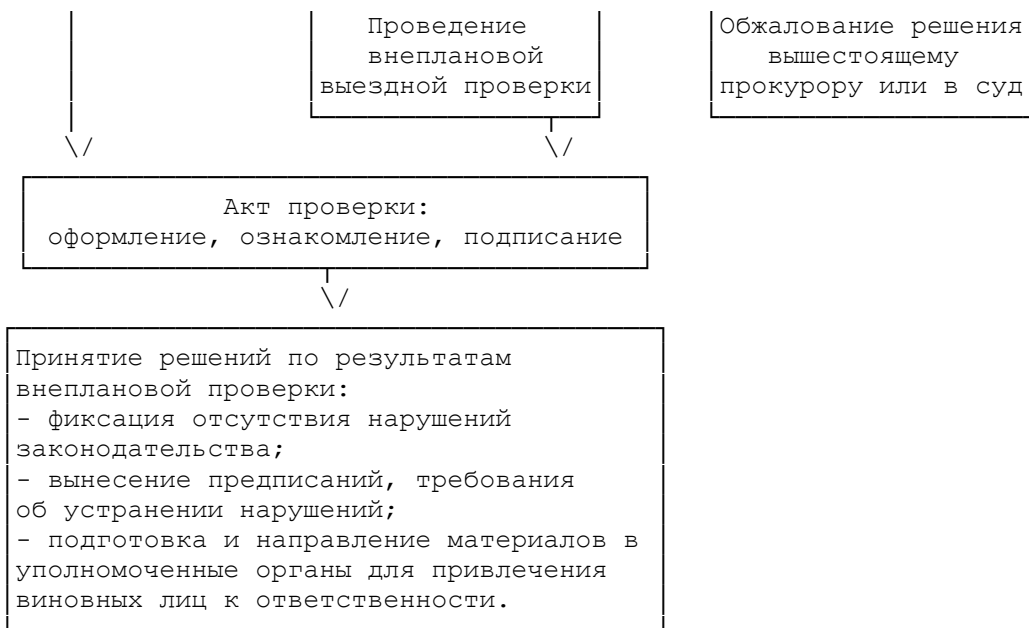 Проведение
внеплановой
выездной проверки
Обжалование решения
вышестоящему
прокурору или в суд
Акт проверки:
оформление, ознакомление, подписание
Принятие решений по результатам
внеплановой проверки:
- фиксация отсутствия нарушений
законодательства;
- вынесение предписаний, требования
об устранении нарушений;
- подготовка и направление материалов в
уполномоченные органы для привлечения
виновных лиц к ответственности.